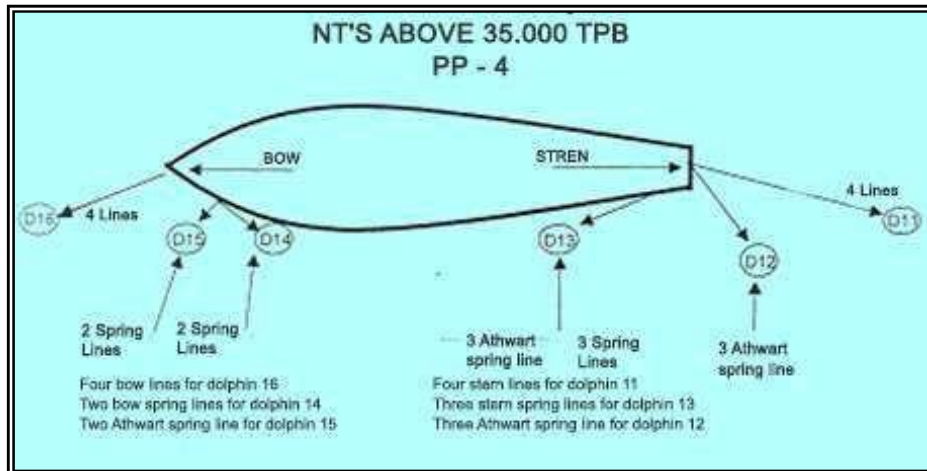 NT'S ABOVE 35.000 TPB
PP - 4
BOW
STREN
D16
4 Lines
D15
D14
D13
D12
4 Lines
D11
2 Spring
Lines
2 Spring
Lines
3 Athwart
spring line
3 Spring
Lines
3 Athwart
spring line
Four bow lines for dolphin 16
Two bow spring lines for dolphin 14
Two Athwart spring line for dolphin 15
Four stern lines for dolphin 11
Three stern spring lines for dolphin 13
Three Athwart spring line for dolphin 12